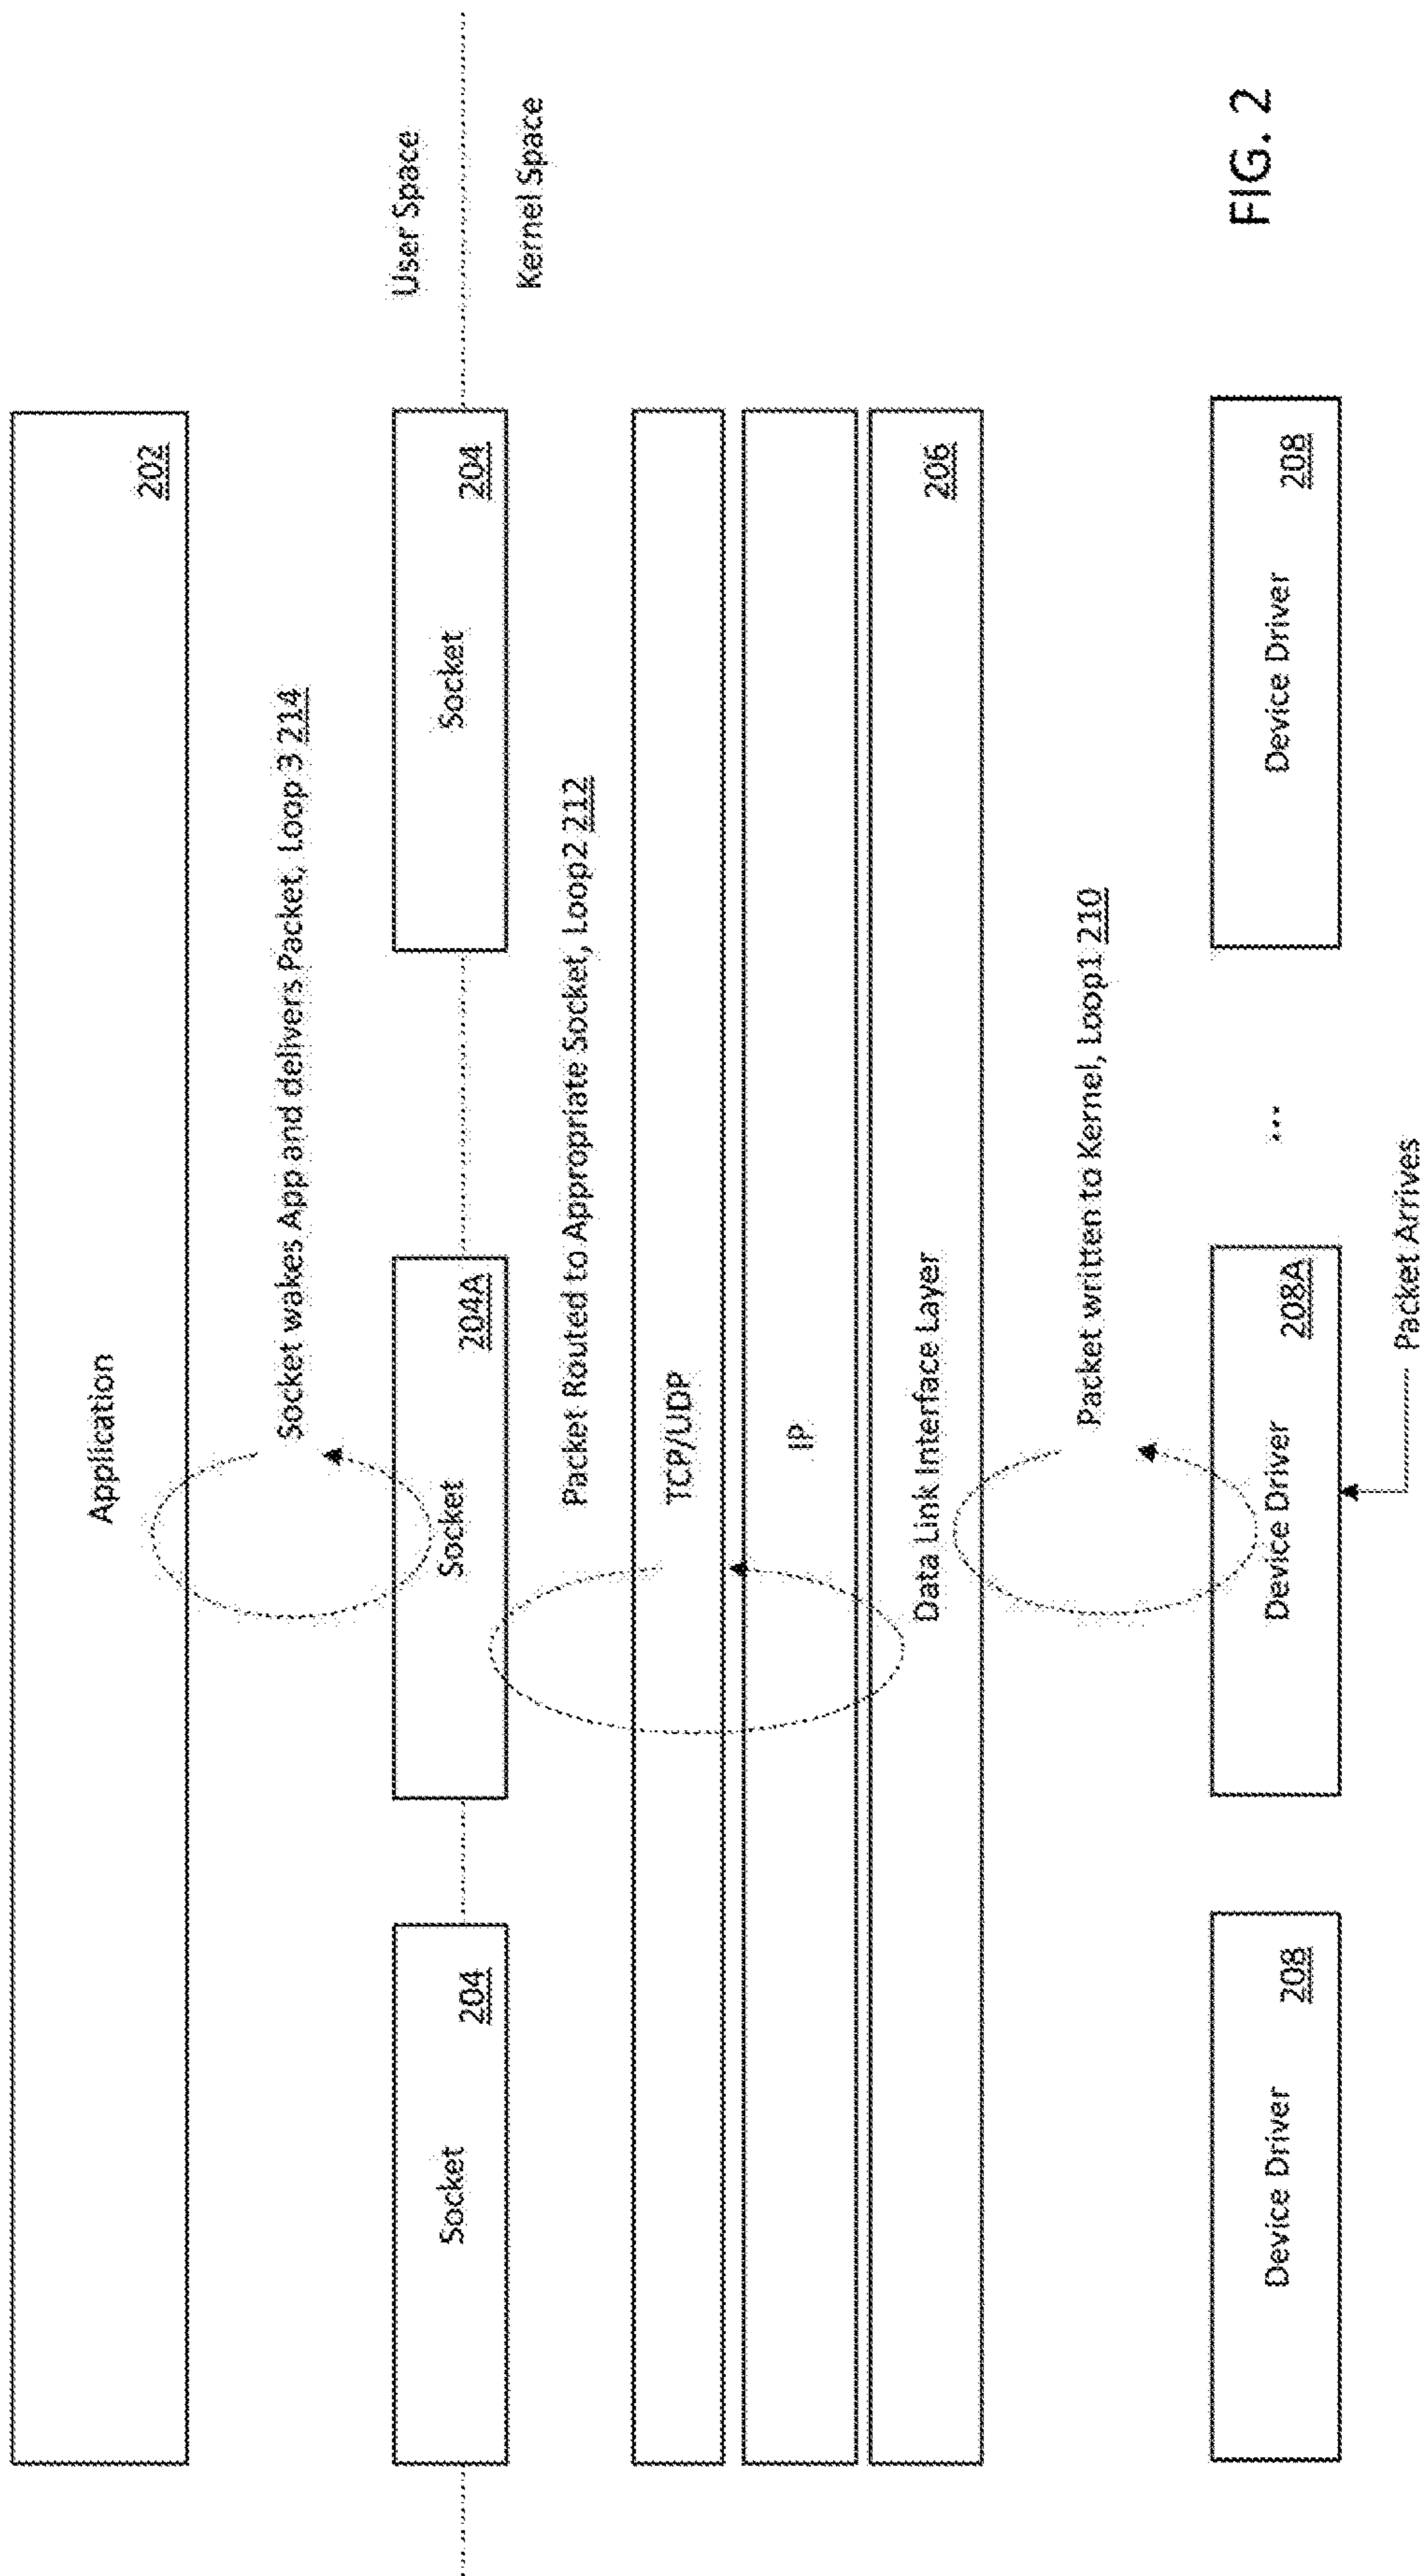 Application
202
Socket wakes App and delivers Packet, Loop 3 214
User Space
Socket
204
Socket
204A
Socket
204
Kernel Space
Packet Routed to Appropriate Socket, Loop2 212
TCP/UDP
IP
Data Link Interface Layer
206
Packet written to Kernel, Loop1 210
Device Driver
208
Device Driver
208A
...
Device Driver
208
Packet Arrives
FIG. 2